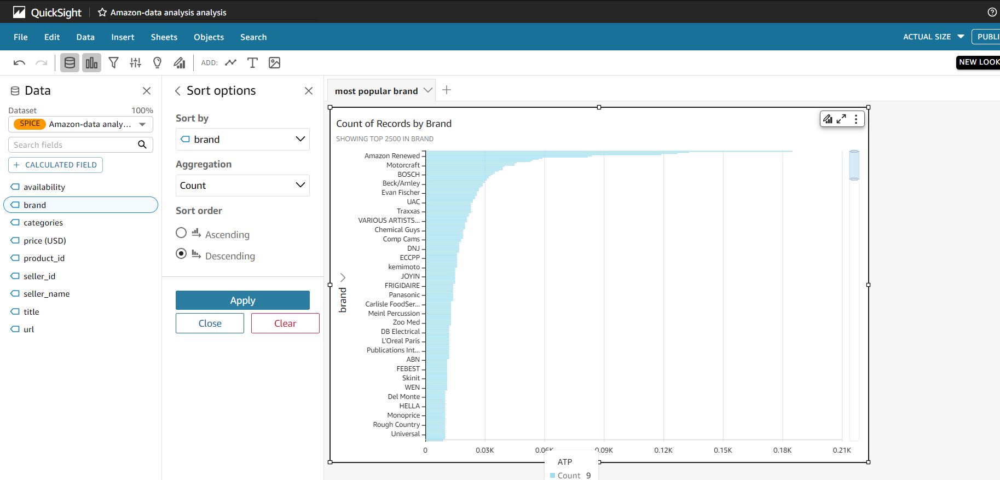 QuickSight
Amazon-data analysis analysis
File Edit Data Insert Sheets Objects Search
ACTUAL SIZE
PUBLI
ADD:
NEW LOOK
Data
Dataset 100%
SPICE Amazon-data analy...
Search fields
+ CALCULATED FIELD
availability
brand
categories
price (USD)
product_id
seller_id
seller_name
title
url
Sort options
Sort by
brand
Aggregation
Count
Sort order
Ascending
Descending
Apply
Close Clear
most popular brand
Count of Records by Brand
SHOWING TOP 2500 IN BRAND
brand
Amazon Renewed
Motorcraft
BOSCH
Beck/Arnley
Evan Fischer
UAC
Traxxas
VARIOUS ARTISTS...
Chemical Guys
Comp Cams
DNJ
ECCPP
kemimoto
JOYIN
FRIGIDAIRE
Panasonic
Carlisle FoodSer...
Meinl Percussion
Zoo Med
DB Electrical
L'Oreal Paris
Publications Int...
ABN
FEBEST
Skinit
WEN
Del Monte
HELLA
Monoprice
Rough Country
Universal
0 0.03K 0.06K 0.09K 0.12K 0.15K 0.18K 0.21K
ATP
Count 9